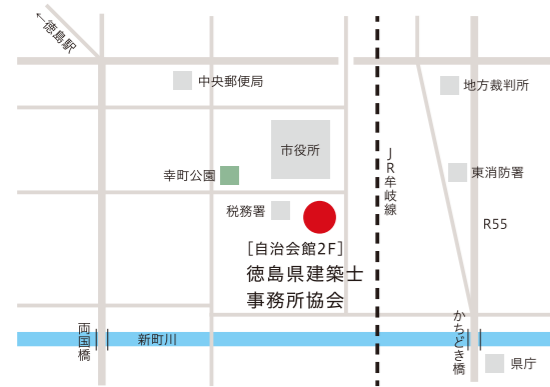 ←徳島駅
中央郵便局
地方裁判所
市役所
JR牟岐線
幸町公園
東消防署
税務署
R55
[自治会館2F]
徳島県建築士
事務所協会
両国橋
新町川
かちどき橋
県庁